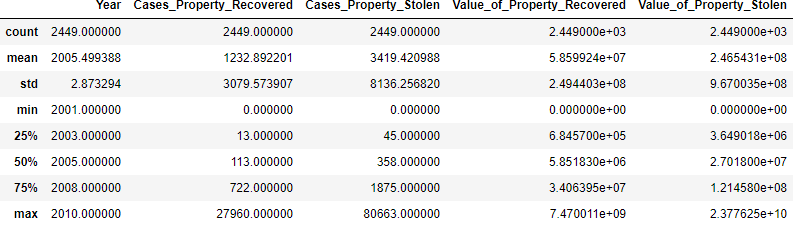 Year Cases_Property_Recovered Cases_Property_Stolen Value_of_Property_Recovered Value_of_Property_Stolen
count 2449.000000 2449.000000 2449.000000 2.449000e+03 2.449000e+03
mean 2005.499388 1232.892201 3419.420988 5.859924e+07 2.465431e+08
std 2.873294 3079.573907 8136.256820 2.494403e+08 9.670035e+08
min 2001.000000 0.000000 0.000000 0.000000e+00 0.000000e+00
25% 2003.000000 13.000000 45.000000 6.845700e+05 3.649018e+06
50% 2005.000000 113.000000 358.000000 5.851830e+06 2.701800e+07
75% 2008.000000 722.000000 1875.000000 3.406395e+07 1.214580e+08
max 2010.000000 27960.000000 80663.000000 7.470011e+09 2.377625e+10